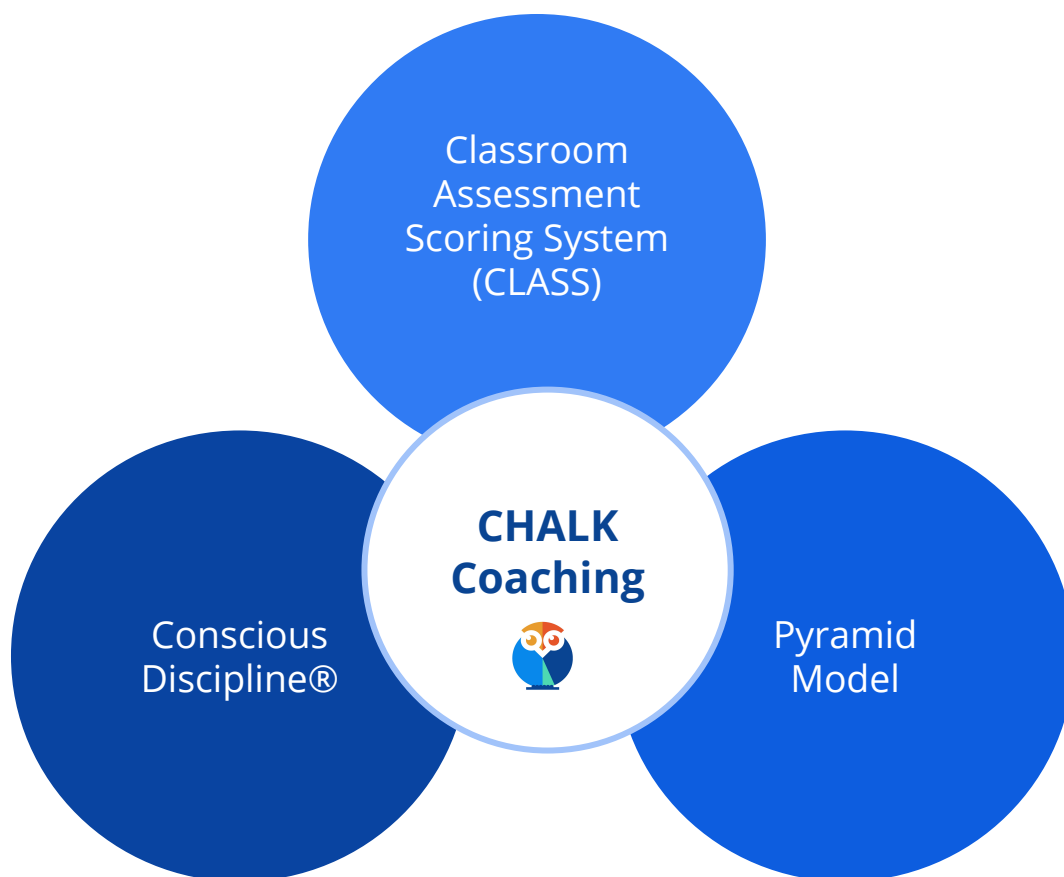 Classroom
Assessment
Scoring System
(CLASS)
CHALK
Coaching
Conscious
Discipline®
Pyramid
Model